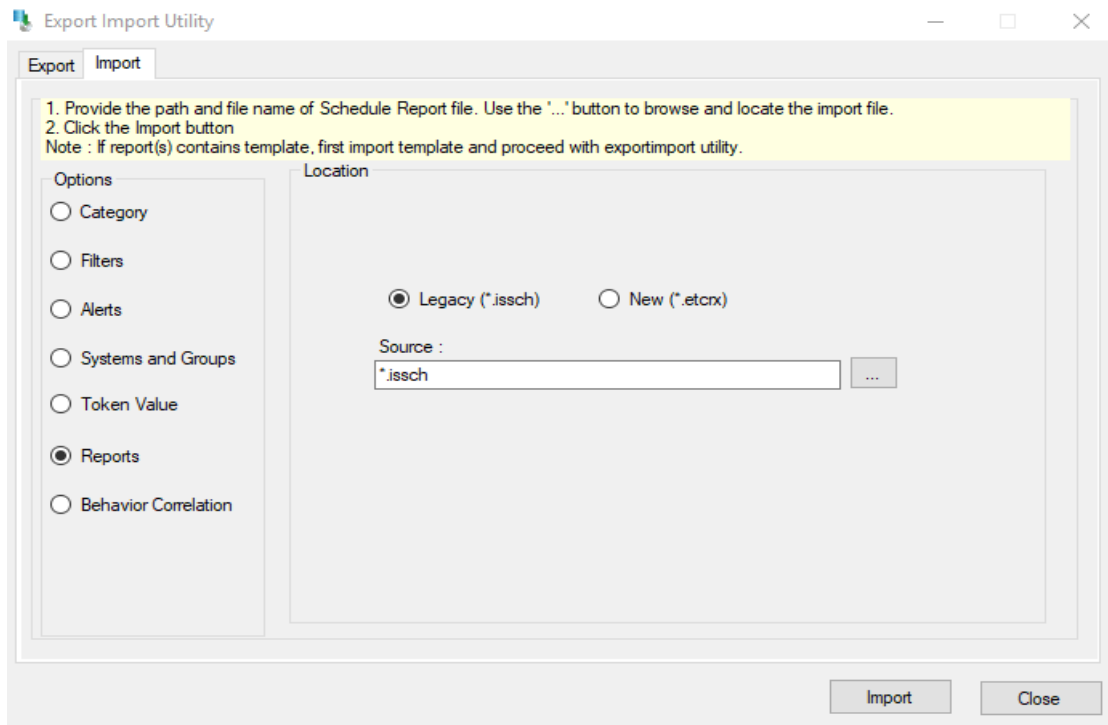 Export Import Utility
Export
Import
1. Provide the path and file name of Schedule Report file. Use the '...' button to browse and locate the import file.
2. Click the Import button
Note : If report(s) contains template, first import template and proceed with exportimport utility.
Options
Category
Filters
Alerts
Systems and Groups
Token Value
Reports
Behavior Correlation
Location
Legacy (*.issch)
New (*.etcrx)
Source :
*.issch
...
Import
Close